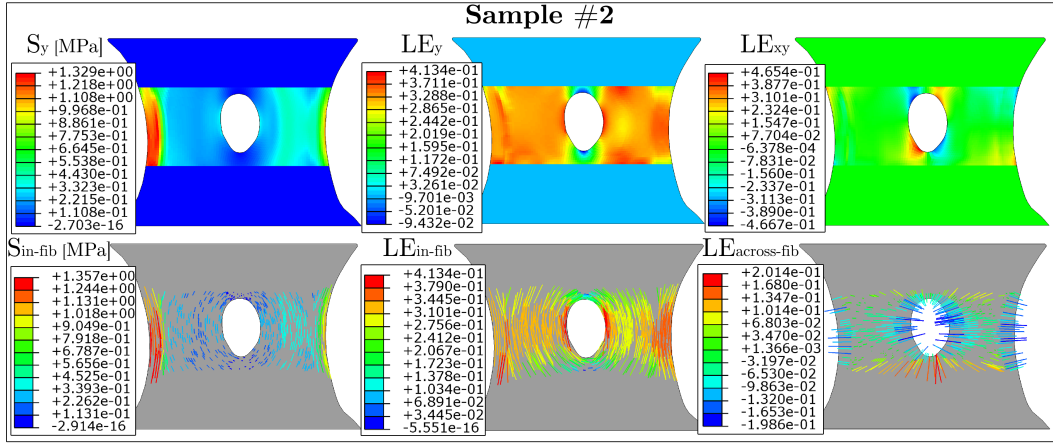 Sample #2
Sy [MPa]
+1.329e+00
+1.218e+00
+1.108e+00
+9.968e-01
+8.861e-01
+7.753e-01
+6.645e-01
+5.538e-01
+4.430e-01
+3.323e-01
+2.215e-01
+1.108e-01
-2.703e-16
LEy
+4.134e-01
+3.711e-01
+3.288e-01
+2.865e-01
+2.442e-01
+2.019e-01
+1.595e-01
+1.172e-01
+7.492e-02
+3.261e-02
-9.701e-03
-5.201e-02
-9.432e-02
LExy
+4.654e-01
+3.877e-01
+3.101e-01
+2.324e-01
+1.547e-01
+7.704e-02
-6.378e-04
-7.831e-02
-1.560e-01
-2.337e-01
-3.113e-01
-3.890e-01
-4.667e-01
Sin-fib [MPa]
+1.357e+00
+1.244e+00
+1.131e+00
+1.018e+00
+9.049e-01
+7.918e-01
+6.787e-01
+5.656e-01
+4.525e-01
+3.393e-01
+2.262e-01
+1.131e-01
-2.914e-16
LEin-fib
+4.134e-01
+3.790e-01
+3.445e-01
+3.101e-01
+2.756e-01
+2.412e-01
+2.067e-01
+1.723e-01
+1.378e-01
+1.034e-01
+6.891e-02
+3.445e-02
-5.551e-16
LEacross-fib
+2.014e-01
+1.680e-01
+1.347e-01
+1.014e-01
+6.803e-02
+3.470e-02
+1.366e-03
-3.197e-02
-6.530e-02
-9.863e-02
-1.320e-01
-1.653e-01
-1.986e-01